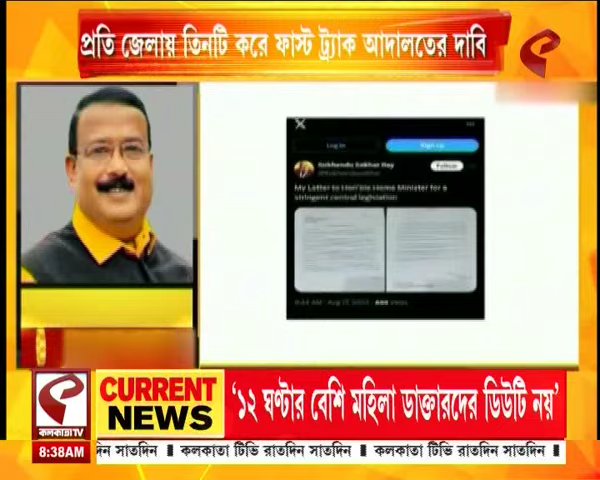 প্রতি জেলায় তিনটি করে ফাস্ট ট্র্যাক আদালতের দাবি
Log in
Sign up
Sukhendu Sekhar Ray
Follow
My Letter to Hon'ble Home Minister for a
stringent central legislation
কলকাতা TV
CURRENT
NEWS
'১২ ঘণ্টার বেশি মহিলা ডাক্তারদের ডিউটি নয়'
8:38AM
দিন সাতদিন কলকাতা টিভি রাতদিন সাতদিন কলকাতা টিভি রাতদিন সাতদিন